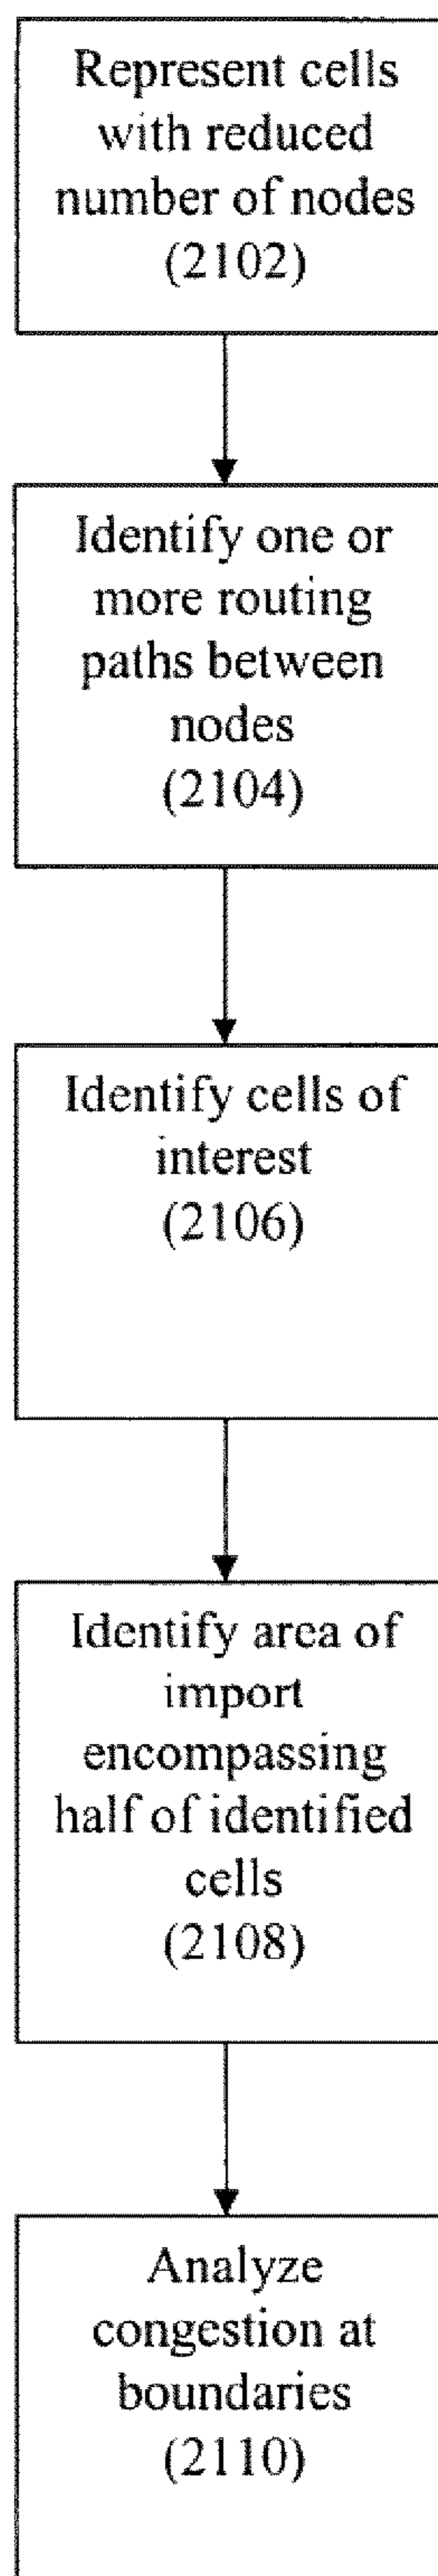 Represent cells
with reduced
number of nodes
(2102)
Identify one or
more routing
paths between
nodes
(2104)
Identify cells of
interest
(2106)
Identify area of
import
encompassing
half of identified
cells
(2108)
Analyze
congestion at
boundaries
(2110)